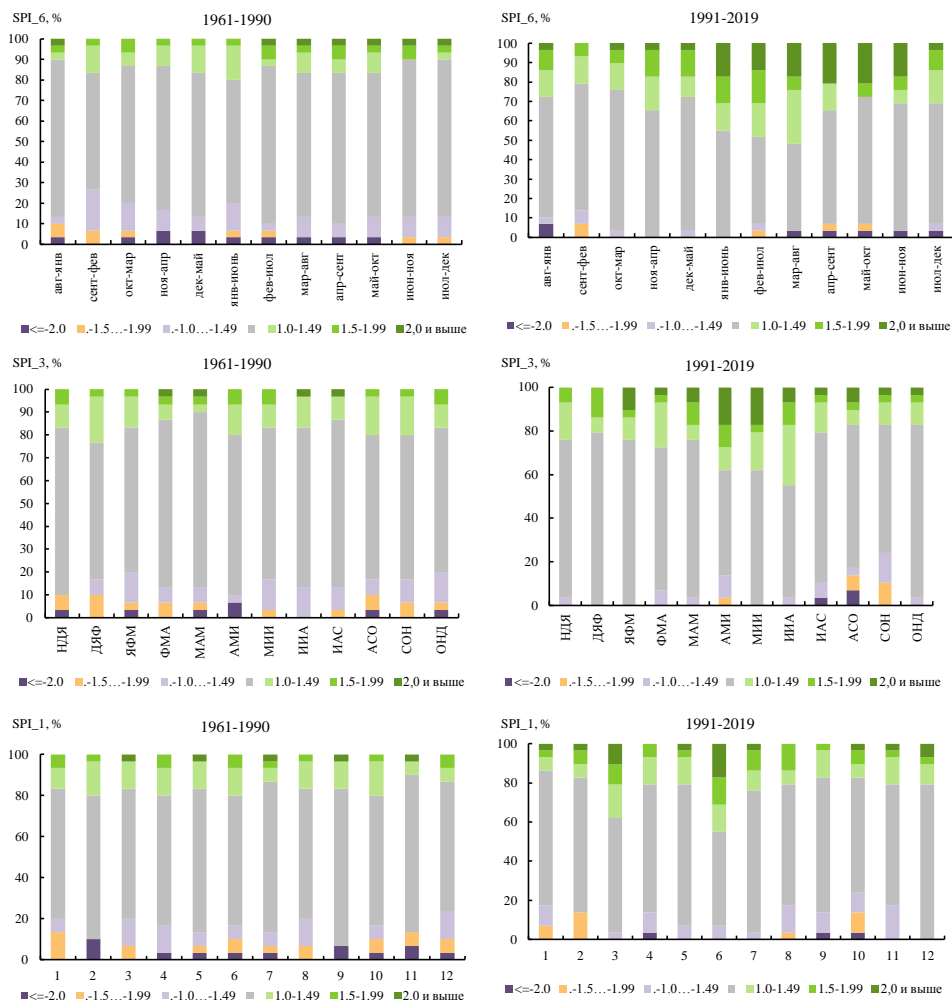 SPI_6, %
1961-1990
100
90
80
70
60
50
40
30
20
10
0
авг-янв
сент-фев
окт-мар
ноя-апр
дек-май
янв-июнь
фев-июл
мар-авг
апр-сент
май-окт
июн-ноя
июл-дек
<=-2.0 .-1.5…-1.99 .-1.0…-1.49 1.0-1.49 1.5-1.99 2,0 и выше
SPI_6, %
1991-2019
100
90
80
70
60
50
40
30
20
10
0
авг-янв
сент-фев
окт-мар
ноя-апр
дек-май
янв-июнь
фев-июл
мар-авг
апр-сент
май-окт
июн-ноя
июл-дек
<=-2.0 .-1.5…-1.99 .-1.0…-1.49 1.0-1.49 1.5-1.99 2,0 и выше
SPI_3, %
1961-1990
100
90
80
70
60
50
40
30
20
10
0
НДЯ
ДЯФ
ЯФМ
ФМА
МАМ
АМИ
МИИ
ИИА
ИАС
АСО
СОН
ОНД
<=-2.0 .-1.5…-1.99 .-1.0…-1.49 1.0-1.49 1.5-1.99 2,0 и выше
SPI_3, %
1991-2019
100
80
60
40
20
0
НДЯ
ДЯФ
ЯФМ
ФМА
МАМ
АМИ
МИИ
ИИА
ИАС
АСО
СОН
ОНД
<=-2.0 .-1.5…-1.99 .-1.0…-1.49 1.0-1.49 1.5-1.99 2,0 и выше
SPI_1, %
1961-1990
100
80
60
40
20
0
1 2 3 4 5 6 7 8 9 10 11 12
<=-2.0 .-1.5…-1.99 .-1.0…-1.49 1.0-1.49 1.5-1.99 2.0 и выше
SPI_1, %
1991-2019
100
80
60
40
20
0
1 2 3 4 5 6 7 8 9 10 11 12
<=-2.0 .-1.5…-1.99 .-1.0…-1.49 1.0-1.49 1.5-1.99 2,0 и выше